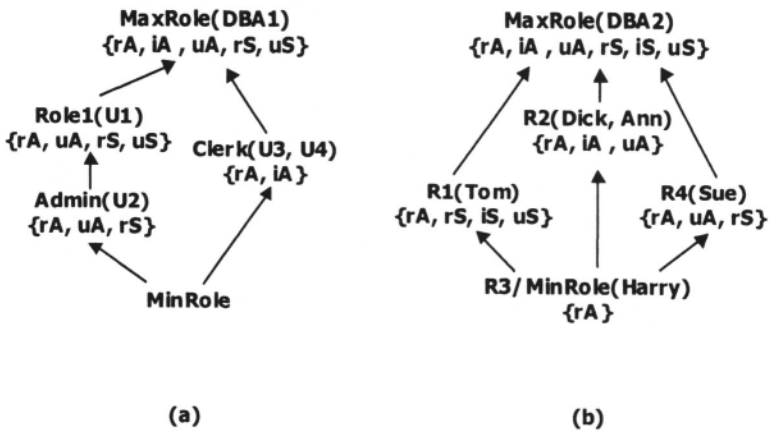 MaxRole(DBA1)
{rA, iA , uA, rS, uS}
Role1(U1)
{rA, uA, rS, uS}
Clerk(U3, U4)
{rA, iA}
Admin(U2)
{rA, uA, rS}
MinRole
(a)
MaxRole(DBA2)
{rA, iA , uA, rS, iS, uS}
R2(Dick, Ann)
{rA, iA , uA}
R1(Tom)
{rA, rS, iS, uS}
R4(Sue)
{rA, uA, rS}
R3/MinRole(Harry)
{rA}
(b)